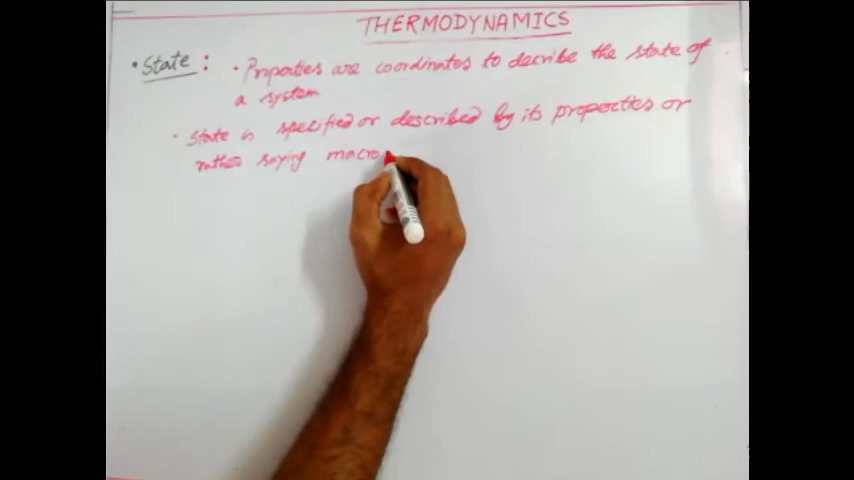 THERMODYNAMICS
• State : • Properties are coordinates to decribe the state of
a system
• State is specified or described by its properties or
rather saying macro